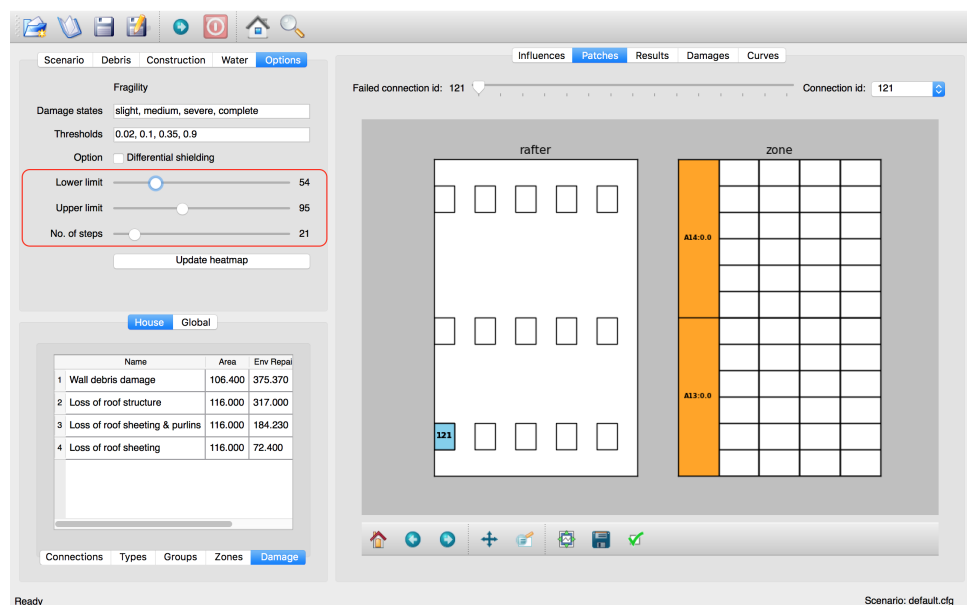 Scenario Debris Construction Water Options
Fragility
Damage states slight, medium, severe, complete
Thresholds 0.02, 0.1, 0.35, 0.9
Option Differential shielding
Lower limit 54
Upper limit 95
No. of steps 21
Update heatmap
House Global
Name Area Env Repai
1 Wall debris damage 106.400 375.370
2 Loss of roof structure 116.000 317.000
3 Loss of roof sheeting & purlins 116.000 184.230
4 Loss of roof sheeting 116.000 72.400
Connections Types Groups Zones Damage
Influences Patches Results Damages Curves
Failed connection id: 121 Connection id: 121
rafter zone
A14:0.0
A13:0.0
121
Ready Scenario: default.cfg